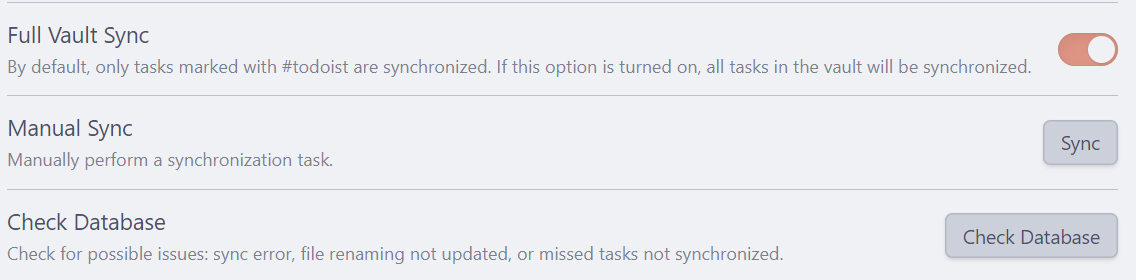 Full Vault Sync
By default, only tasks marked with #todoist are synchronized. If this option is turned on, all tasks in the vault will be synchronized.
Manual Sync
Manually perform a synchronization task.
Sync
Check Database
Check for possible issues: sync error, file renaming not updated, or missed tasks not synchronized.
Check Database